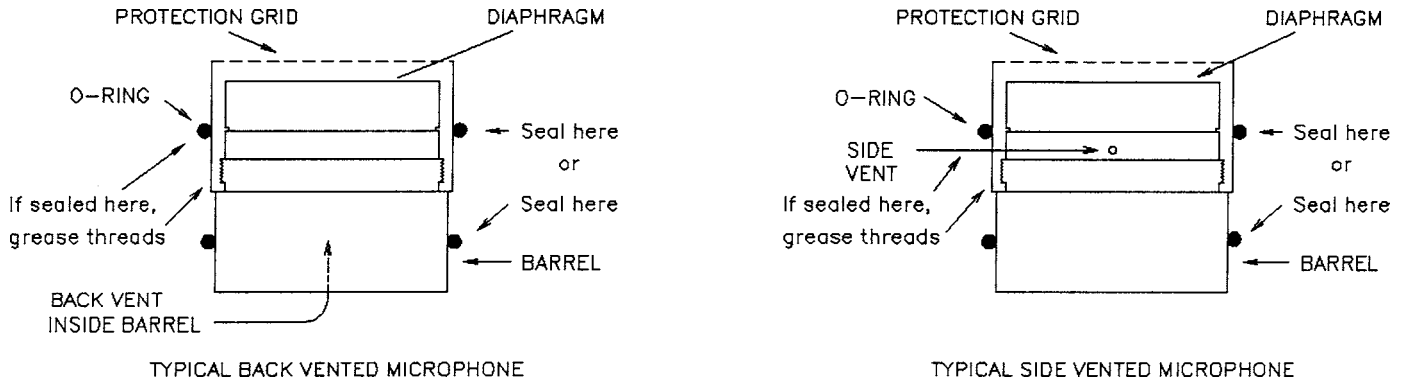 PROTECTION GRID
DIAPHRAGM
O-RING
Seal here
or
If sealed here,
grease threads
Seal here
BARREL
BACK VENT
INSIDE BARREL
TYPICAL BACK VENTED MICROPHONE
PROTECTION GRID
DIAPHRAGM
O-RING
Seal here
SIDE
VENT
or
If sealed here,
grease threads
Seal here
BARREL
TYPICAL SIDE VENTED MICROPHONE